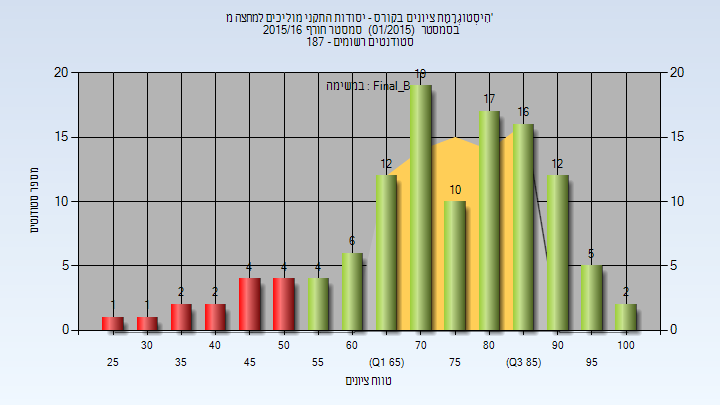 היסטוגרמת ציונים בקורס - יסודות התקני מוליכים למחצה מ'
בסמסטר (01/2015) סמסטר חורף 2015/16
סטודנטים רשומים - 187
במשימה : Final_B
מספר סטודנטים
20 15 10 5 0
20 15 10 5 0
1 1 2 2 4 4 4 6 12 19 10 17 16 12 5 2
30 40 50 60 70 80 90 100
25 35 45 55 (Q1 65) 75 (Q3 85) 95
טווח ציונים